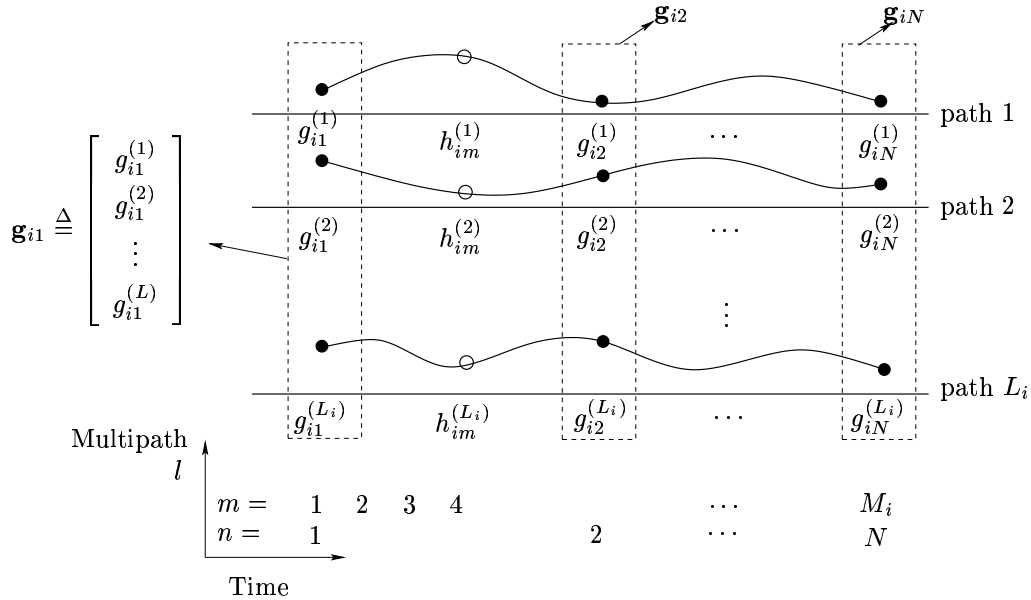 𝐠_{i2}
𝐠_{iN}
path 1
g_{i1}^{(1)} h_{im}^{(1)} g_{i2}^{(1)} ⋯ g_{iN}^{(1)}
path 2
g_{i1}^{(2)} h_{im}^{(2)} g_{i2}^{(2)} ⋯ g_{iN}^{(2)}
𝐠_{i1} ≜ [ g_{i1}^{(1)}
g_{i1}^{(2)}
⋮
g_{i1}^{(L)} ]
⋮
path L_i
g_{i1}^{(L_i)} h_{im}^{(L_i)} g_{i2}^{(L_i)} ⋯ g_{iN}^{(L_i)}
Multipath
l
m = 1 2 3 4 ⋯ M_i
n = 1 2 ⋯ N
Time